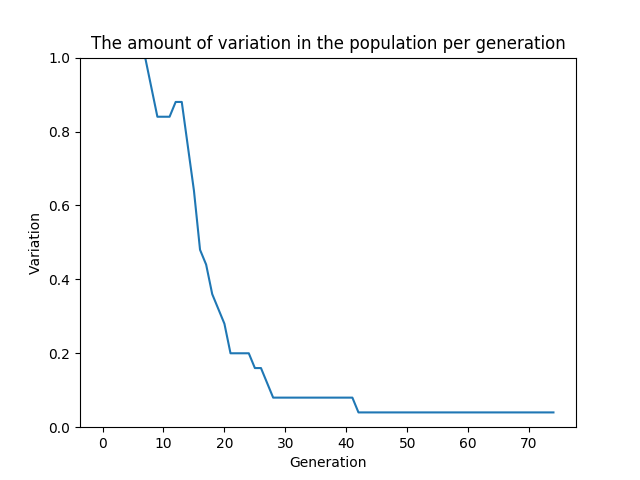 The amount of variation in the population per generation
1.0
0.8
0.6
0.4
0.2
0.0
Variation
0 10 20 30 40 50 60 70
Generation